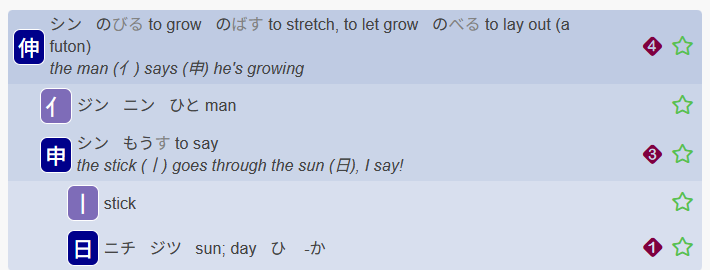 伸 シン のびる to grow のばす to stretch, to let grow のべる to lay out (a
futon)
the man (亻) says (申) he's growing
4
亻 ジン ニン ひと man
申 シン もうす to say
the stick (丨) goes through the sun (日), I say!
3
丨 stick
日 ニチ ジツ sun; day ひ -か
1